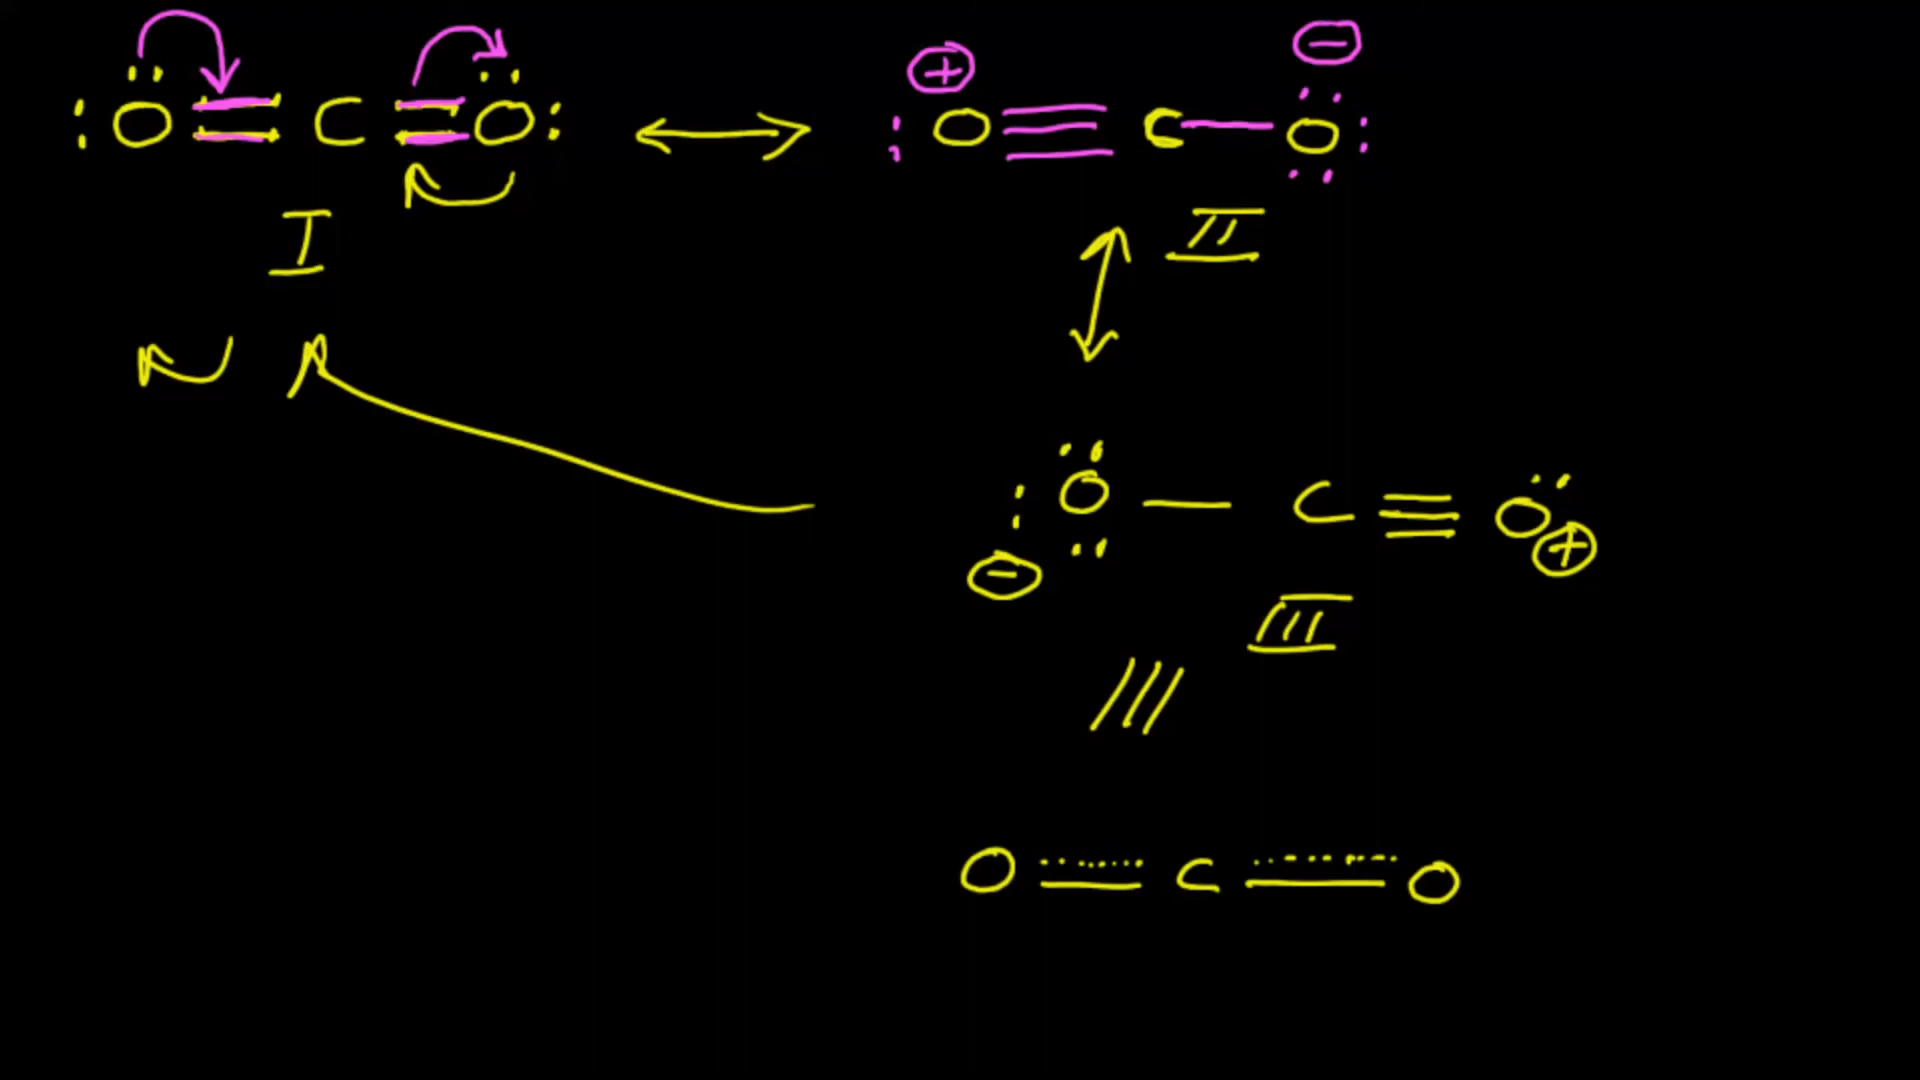 :Ö=C=Ö: ↔ :O⊕≡C—Ö:⊖
I
II
⊖:Ö—C≡Ö⊕
III
///
O=C=O